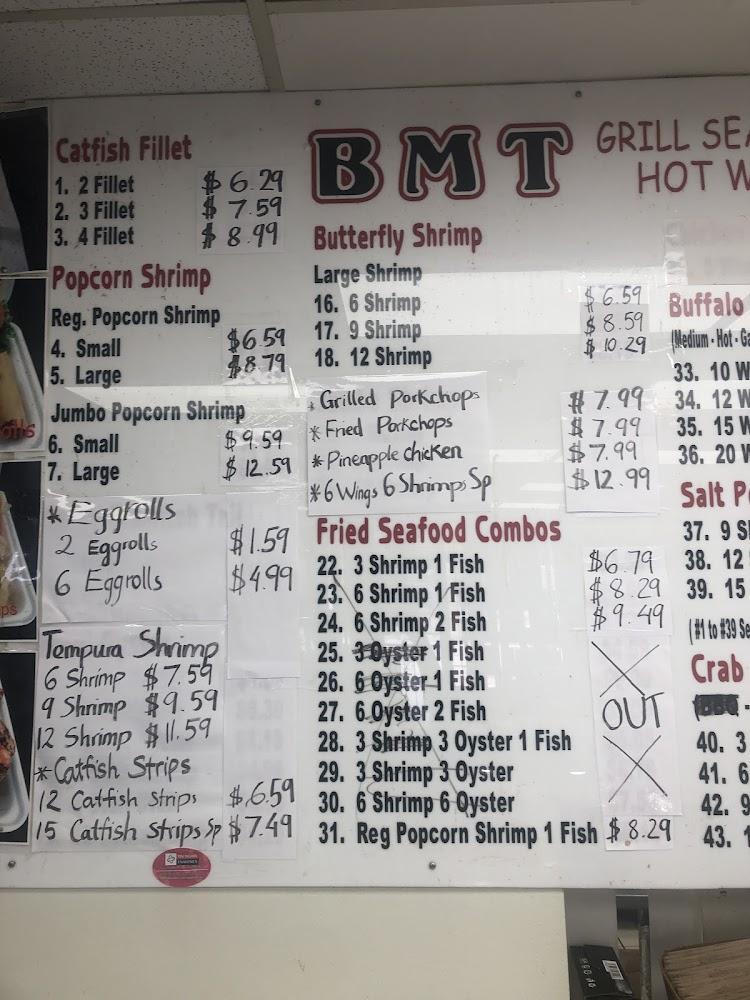 Catfish Fillet
1. 2 Fillet $ 6.29
2. 3 Fillet $ 7.59
3. 4 Fillet $ 8.99
Popcorn Shrimp
Reg. Popcorn Shrimp
4. Small $6.59
5. Large $8.79
Jumbo Popcorn Shrimp
6. Small $9.59
7. Large $12.59
* Eggrolls
2 Eggrolls $1.59
6 Eggrolls $4.99
Tempura Shrimp
6 Shrimp $7.59
9 Shrimp $9.59
12 Shrimp $11.59
* Catfish Strips
12 Catfish Strips $6.59
15 Catfish Strips Sp $7.49
BMT
GRILL
HOT
Butterfly Shrimp
Large Shrimp
16. 6 Shrimp $6.59
17. 9 Shrimp $8.59
18. 12 Shrimp $10.29
* Grilled Porkchops $7.99
* Fried Porkchops $7.99
* Pineapple chicken $7.99
* 6 Wings 6 Shrimps Sp $12.99
Fried Seafood Combos
22. 3 Shrimp 1 Fish $6.79
23. 6 Shrimp 1 Fish $8.29
24. 6 Shrimp 2 Fish $9.49
25. 3 Oyster 1 Fish
26. 6 Oyster 1 Fish
27. 6 Oyster 2 Fish
28. 3 Shrimp 3 Oyster 1 Fish
29. 3 Shrimp 3 Oyster
30. 6 Shrimp 6 Oyster
OUT
31. Reg Popcorn Shrimp 1 Fish $8.29
Buffalo
(Medium - Hot -
33. 10 W
34. 12 W
35. 15 W
36. 20 W
Salt
37. 9 S
38. 12
39. 15
(#1 to #39
Crab
40. 3
41. 6
42. 9
43. 1